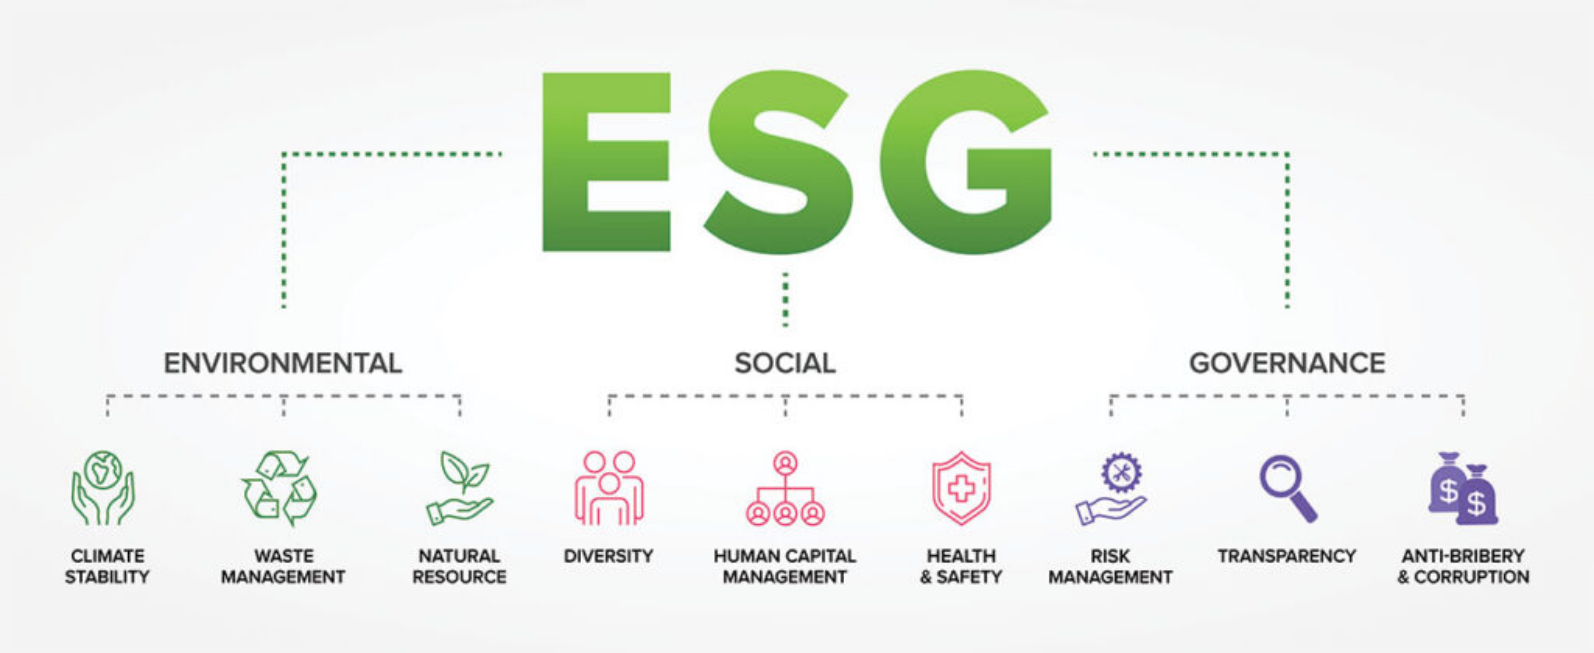 ESG
ENVIRONMENTAL
SOCIAL
GOVERNANCE
CLIMATE
STABILITY
WASTE
MANAGEMENT
NATURAL
RESOURCE
DIVERSITY
HUMAN CAPITAL
MANAGEMENT
HEALTH
& SAFETY
RISK
MANAGEMENT
TRANSPARENCY
$ $
ANTI-BRIBERY
& CORRUPTION